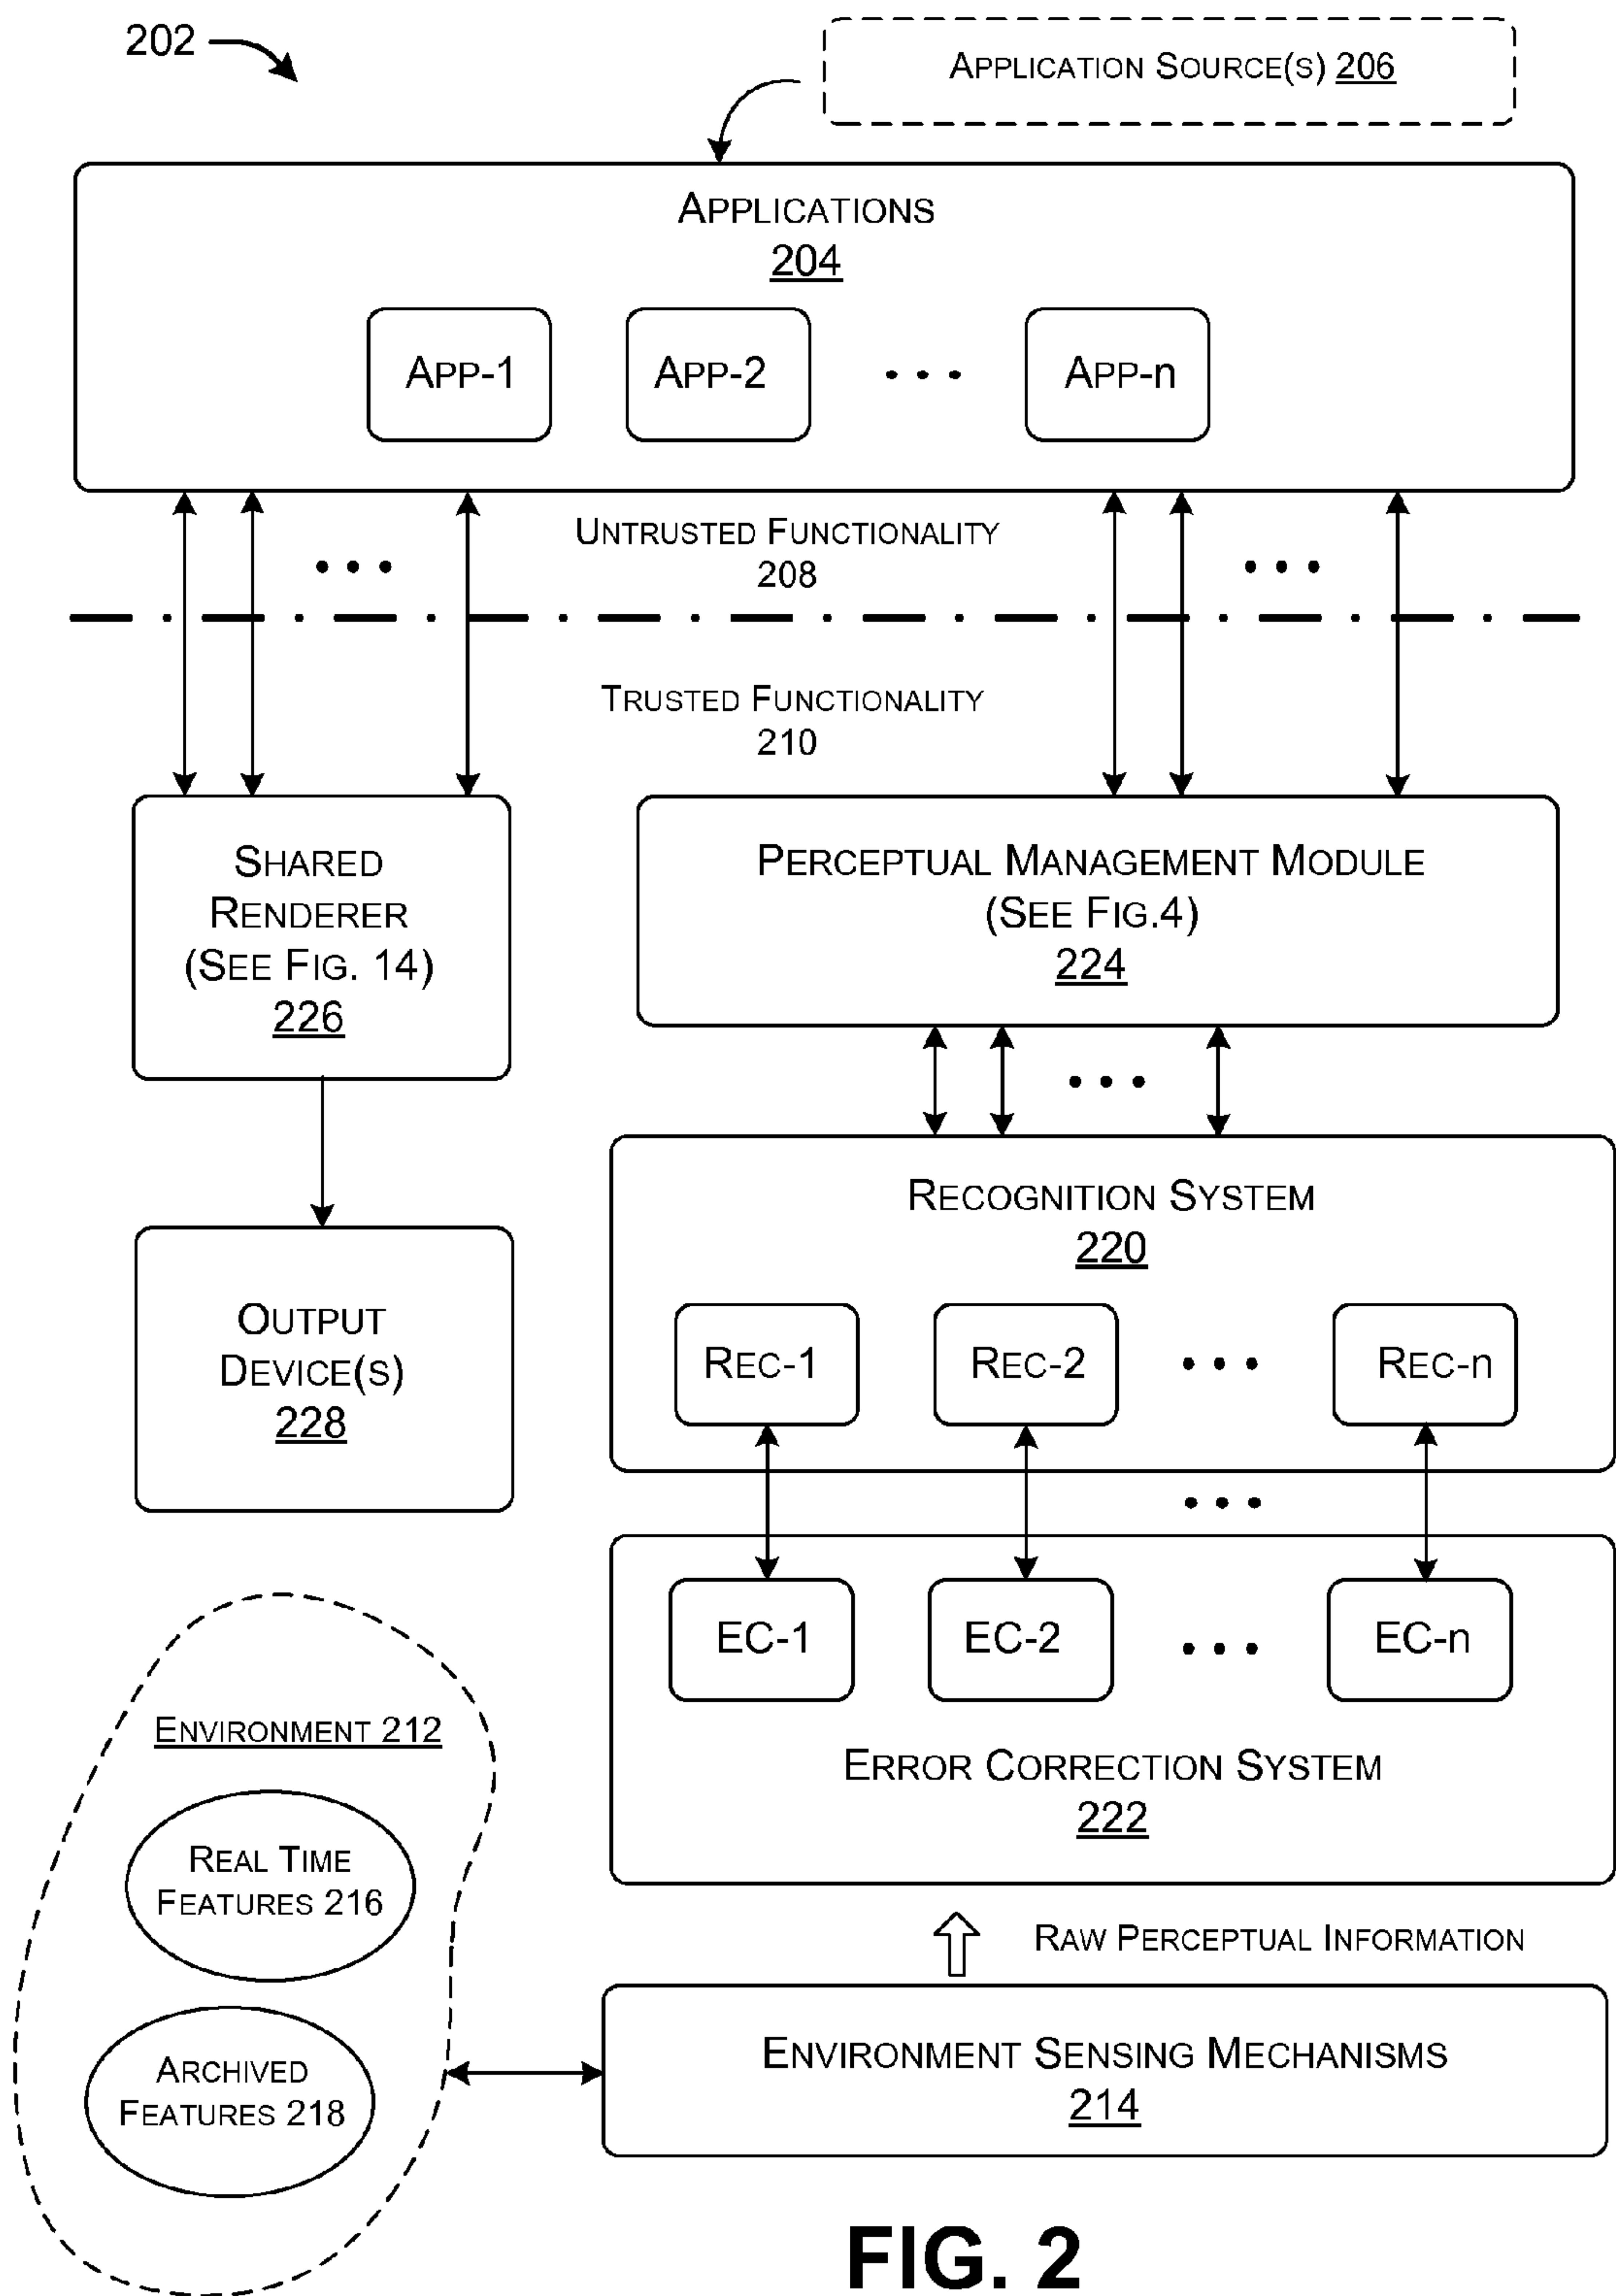 202
APPLICATION SOURCE(S) 206
APPLICATIONS
204
APP-1
APP-2
• • •
APP-n
UNTRUSTED FUNCTIONALITY
208
• • •
• • •
TRUSTED FUNCTIONALITY
210
SHARED
RENDERER
(SEE FIG. 14)
226
PERCEPTUAL MANAGEMENT MODULE
(SEE FIG.4)
224
• • •
RECOGNITION SYSTEM
220
OUTPUT
DEVICE(S)
228
REC-1
REC-2
• • •
REC-n
• • •
EC-1
EC-2
• • •
EC-n
ERROR CORRECTION SYSTEM
222
ENVIRONMENT 212
REAL TIME
FEATURES 216
ARCHIVED
FEATURES 218
RAW PERCEPTUAL INFORMATION
ENVIRONMENT SENSING MECHANISMS
214
FIG. 2